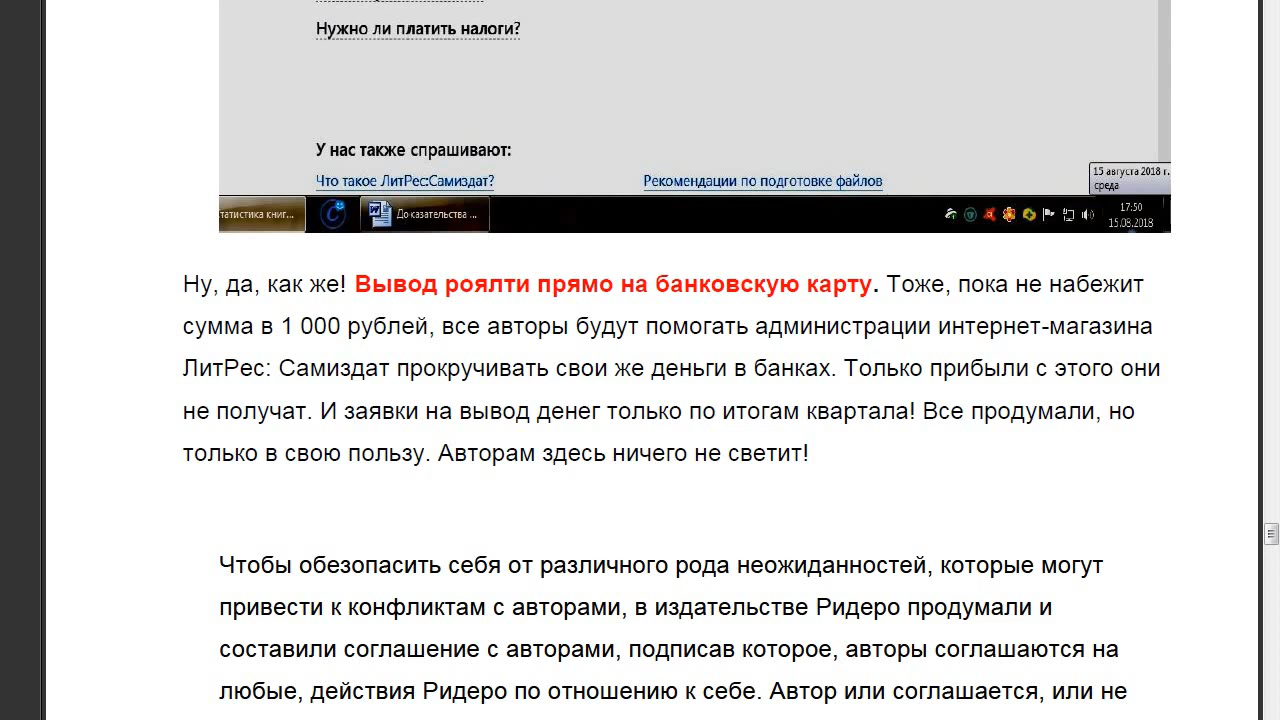 Нужно ли платить налоги?
У нас также спрашивают:
Что такое ЛитРес:Самиздат? Рекомендации по подготовке файлов
15 августа 2018 г.
среда
татистика книг... Доказательства ... 17:50
15.08.2018
Ну, да, как же! Вывод роялти прямо на банковскую карту. Тоже, пока не набежит
сумма в 1 000 рублей, все авторы будут помогать администрации интернет-магазина
ЛитРес: Самиздат прокручивать свои же деньги в банках. Только прибыли с этого они
не получат. И заявки на вывод денег только по итогам квартала! Все продумали, но
только в свою пользу. Авторам здесь ничего не светит!
Чтобы обезопасить себя от различного рода неожиданностей, которые могут
привести к конфликтам с авторами, в издательстве Ридеро продумали и
составили соглашение с авторами, подписав которое, авторы соглашаются на
любые, действия Ридеро по отношению к себе. Автор или соглашается, или не